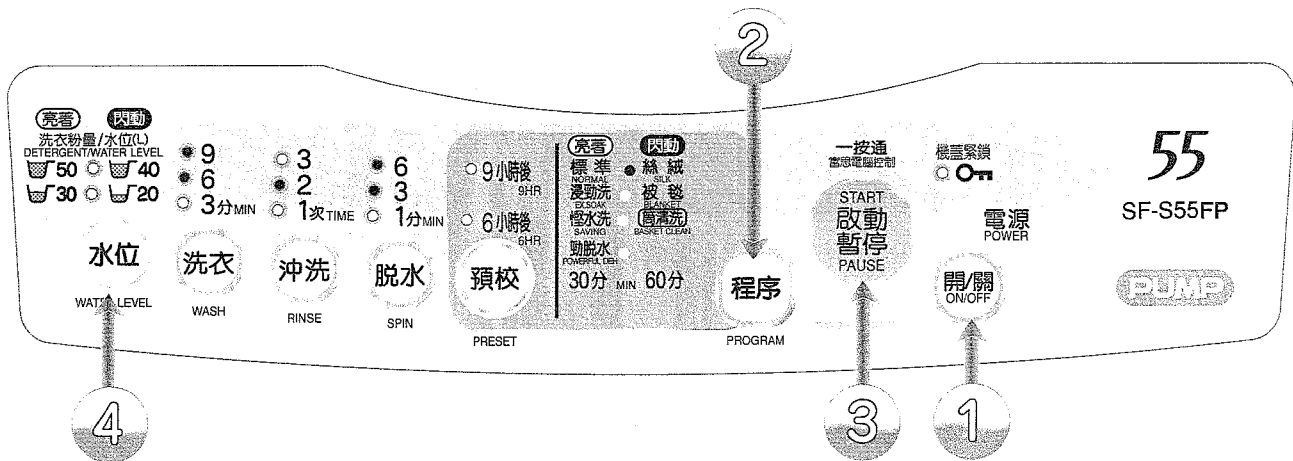 2
亮著 閃動
洗衣粉量/水位(L)
DETERGENT/WATER LEVEL
50 40
30 20
9
6
3分MIN
3
2
1次TIME
6
3
1分MIN
9小時後
9HR
6小時後
6HR
亮著 閃動
標準 絲絨
NORMAL SILK
浸勁洗 被毯
EX.SOAK BLANKET
慳水洗 筒清洗
SAVING BASKET CLEAN
勁脱水
POWERFUL DEH
30分 MIN 60分
一按通
START
啟動
暫停
PAUSE
機蓋緊鎖
電源
POWER
55
SF-S55FP
水位
WATER LEVEL
洗衣
WASH
沖洗
RINSE
脱水
SPIN
預校
PRESET
程序
PROGRAM
開/關
ON/OFF
PUMP
4
3
1